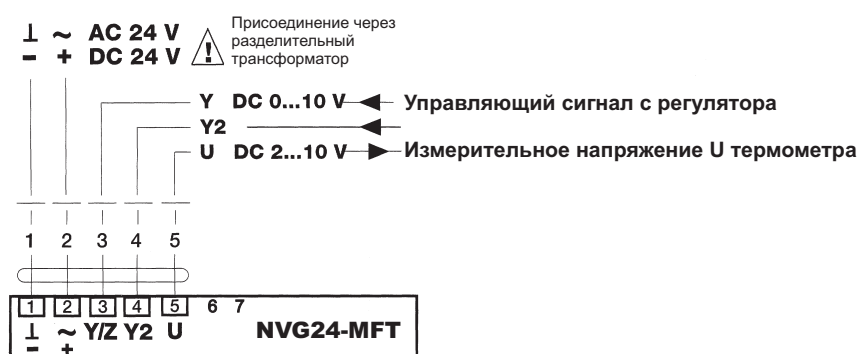 ⊥ ~ AC 24 V
- + DC 24 V
Присоединение через
разделительный
трансформатор
Y DC 0...10 V Управляющий сигнал с регулятора
Y2
U DC 2...10 V Измерительное напряжение U термометра
1 2 3 4 5
1 2 3 4 5 6 7
⊥ ~ Y/Z Y2 U NVG24-MFT
- +